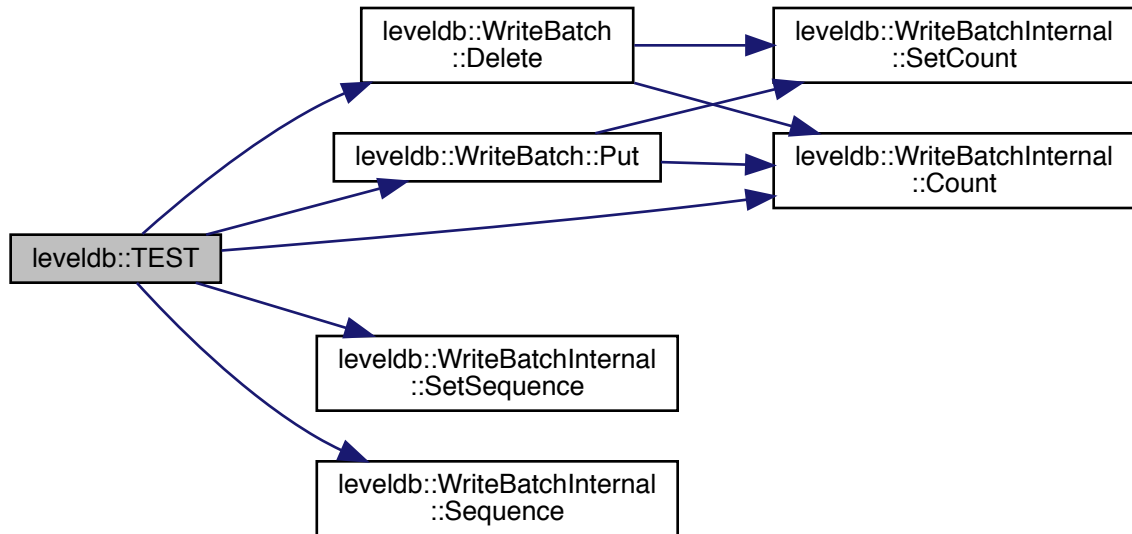 leveldb::WriteBatch
::Delete
leveldb::WriteBatchInternal
::SetCount
leveldb::WriteBatch::Put
leveldb::WriteBatchInternal
::Count
leveldb::TEST
leveldb::WriteBatchInternal
::SetSequence
leveldb::WriteBatchInternal
::Sequence